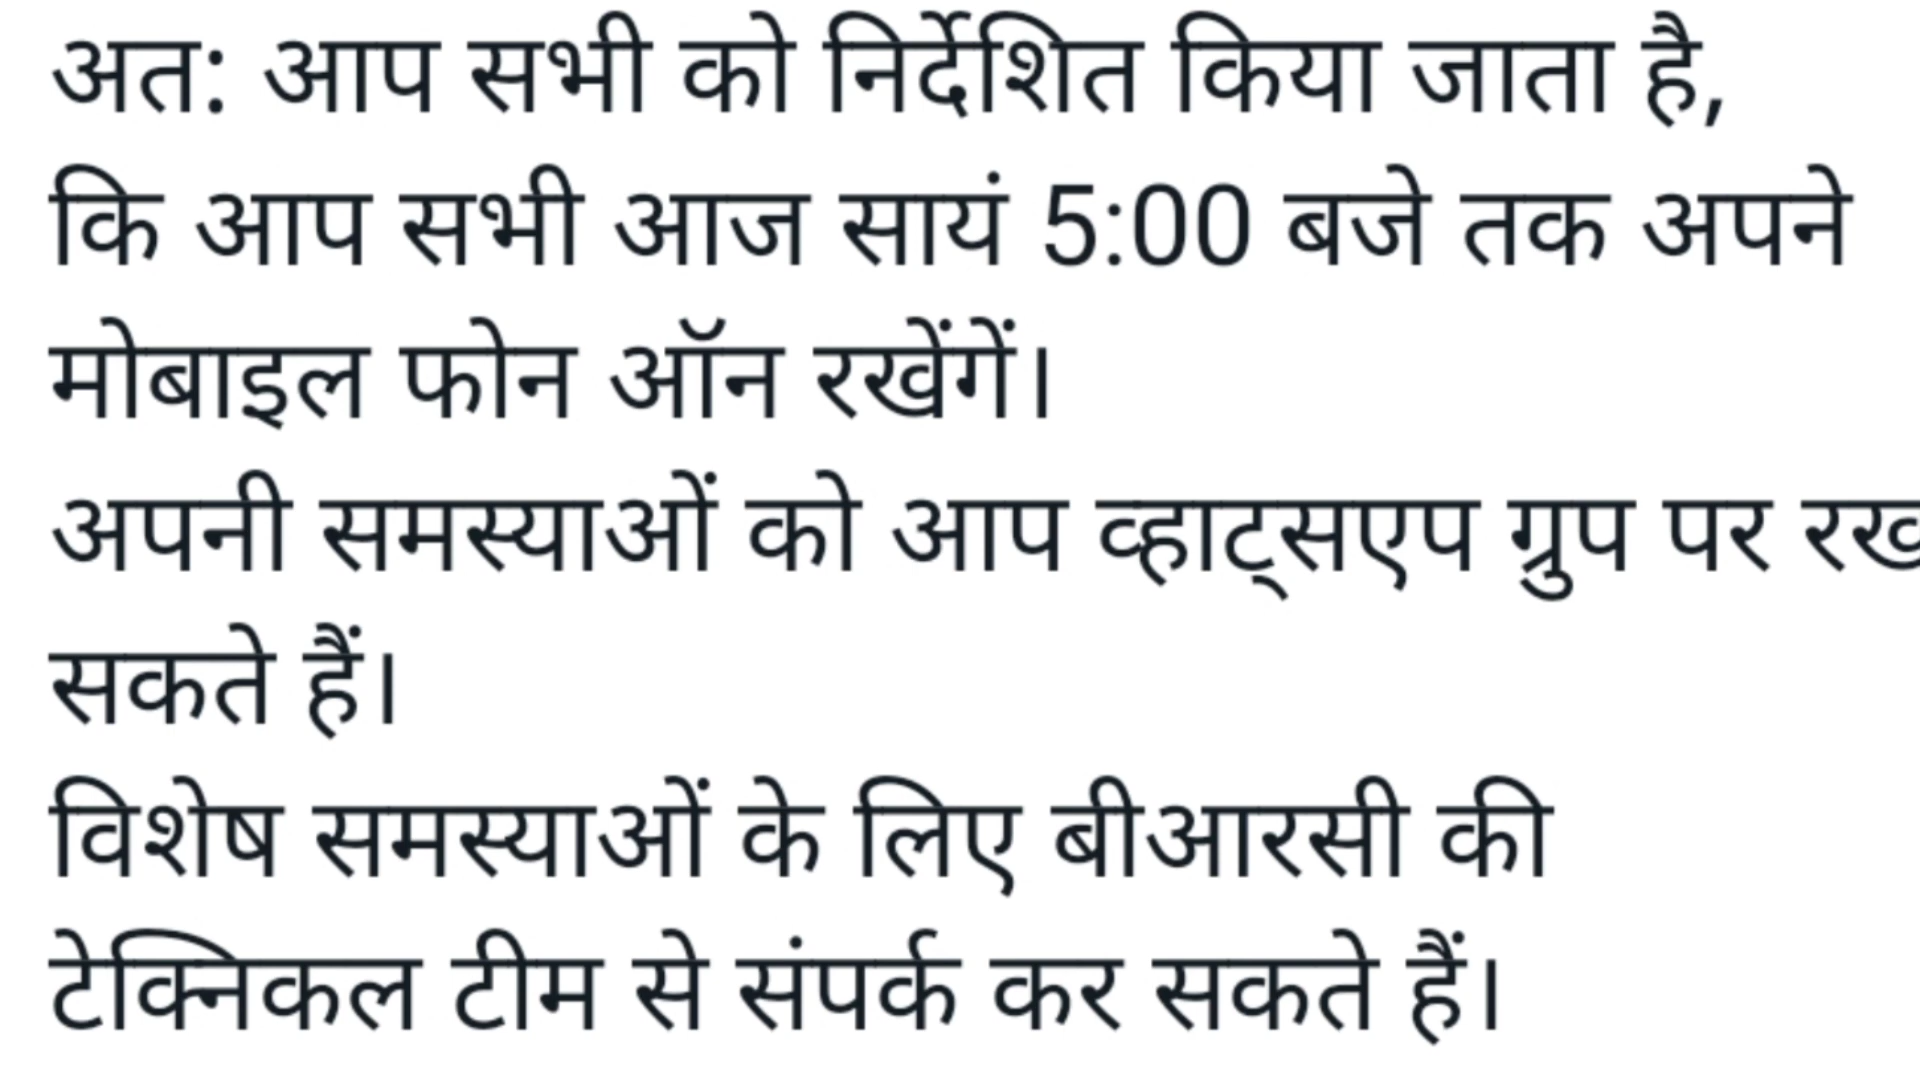 अत: आप सभी को निर्देशित किया जाता है,
कि आप सभी आज सायं 5:00 बजे तक अपने
मोबाइल फोन ऑन रखेंगें।
अपनी समस्याओं को आप व्हाट्सएप ग्रुप पर रख
सकते हैं।
विशेष समस्याओं के लिए बीआरसी की
टेक्निकल टीम से संपर्क कर सकते हैं।